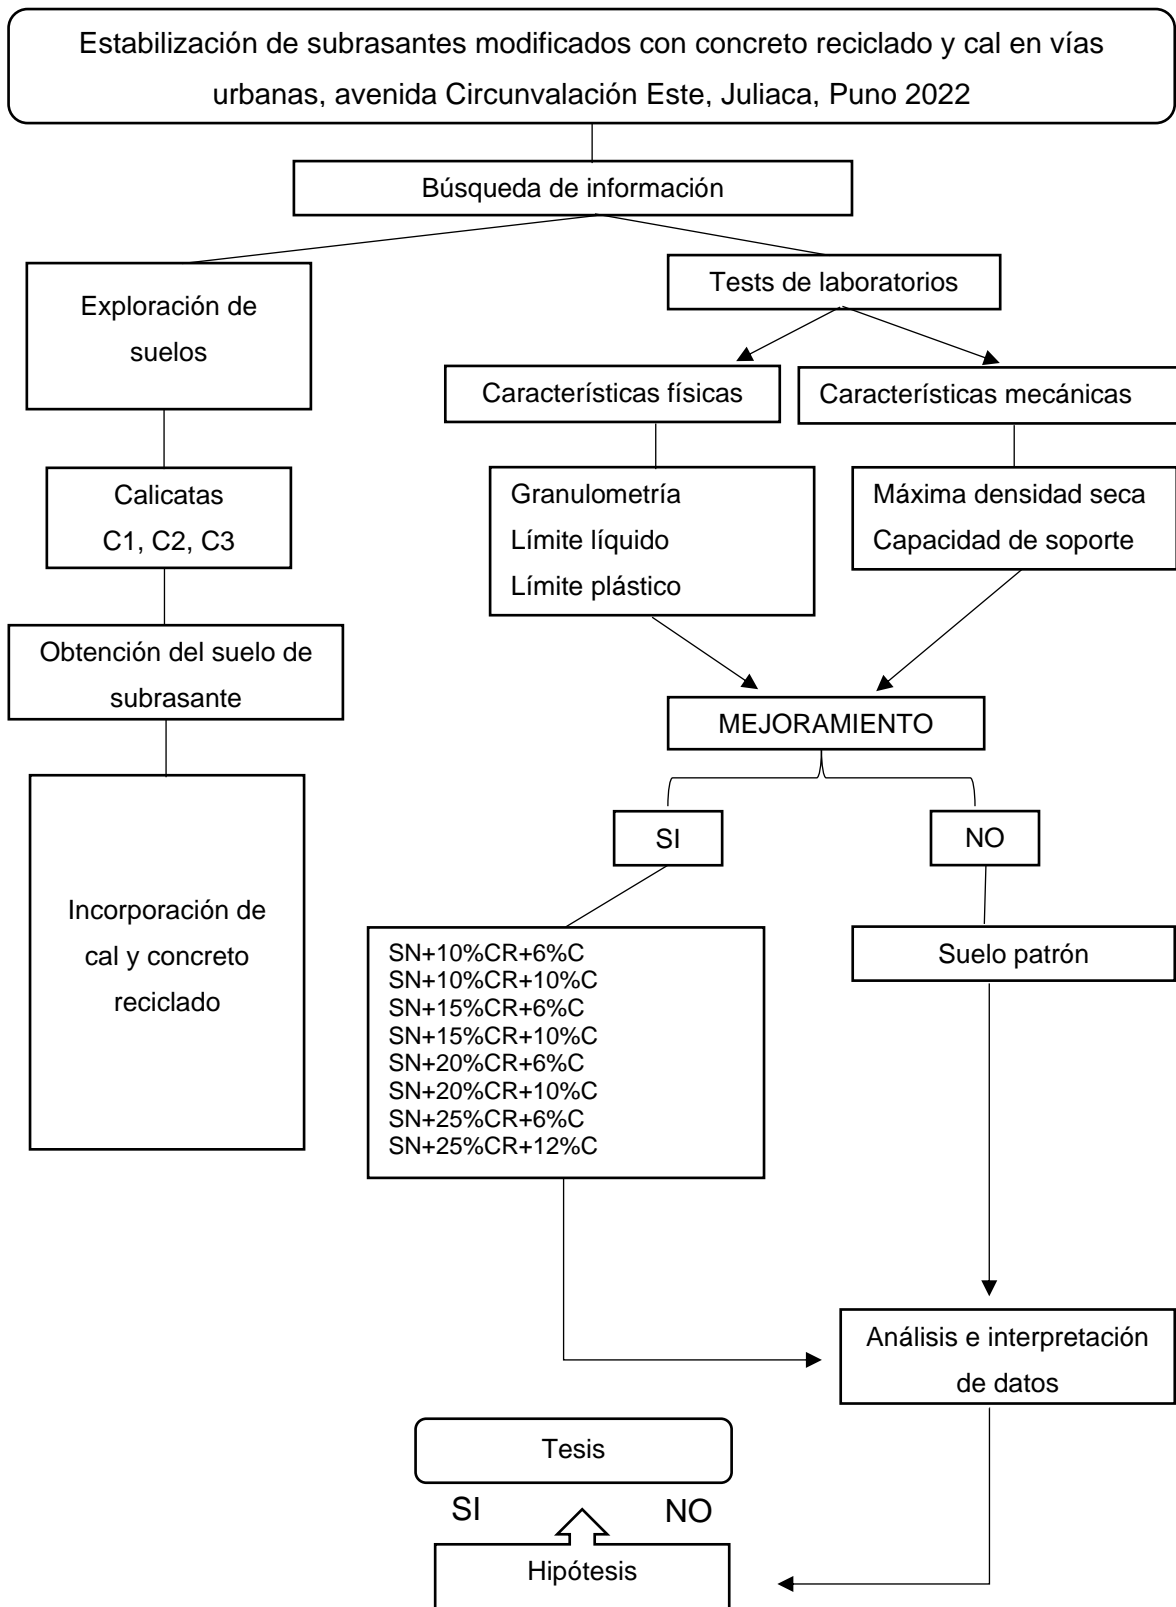 Estabilización de subrasantes modificados con concreto reciclado y cal en vías
urbanas, avenida Circunvalación Este, Juliaca, Puno 2022
Búsqueda de información
Exploración de
suelos
Tests de laboratorios
Características físicas
Características mecánicas
Calicatas
C1, C2, C3
Granulometría
Límite líquido
Límite plástico
Máxima densidad seca
Capacidad de soporte
Obtención del suelo de
subrasante
MEJORAMIENTO
SI
NO
Incorporación de
cal y concreto
reciclado
SN+10%CR+6%C
SN+10%CR+10%C
SN+15%CR+6%C
SN+15%CR+10%C
SN+20%CR+6%C
SN+20%CR+10%C
SN+25%CR+6%C
SN+25%CR+12%C
Suelo patrón
Análisis e interpretación
de datos
Tesis
SI
NO
Hipótesis